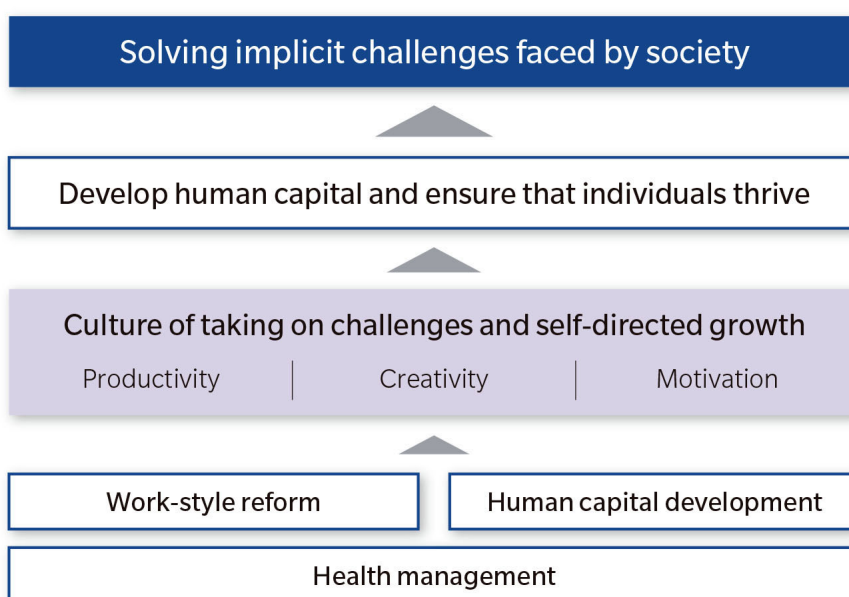 Solving implicit challenges faced by society
Develop human capital and ensure that individuals thrive
Culture of taking on challenges and self-directed growth
Productivity Creativity Motivation
Work-style reform Human capital development
Health management